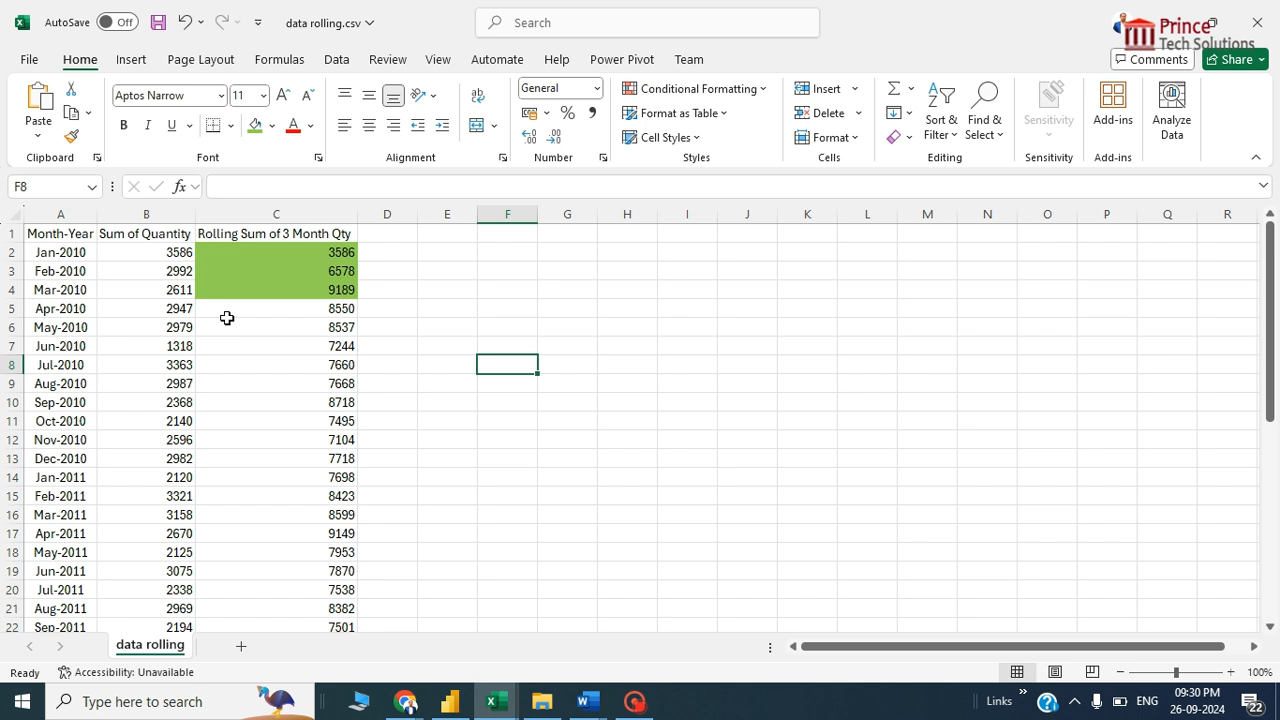 AutoSave Off data rolling.csv Search
Prince
Tech Solutions
File Home Insert Page Layout Formulas Data Review View Automate Help Power Pivot Team Comments Share
Paste Aptos Narrow 11 General Conditional Formatting Insert Sort & Find & Sensitivity Add-ins Analyze
B I U A % Format as Table Delete Filter Select Data
Cell Styles Format
Clipboard Font Alignment Number Styles Cells Editing Sensitivity Add-ins
F8 fx
A B C D E F G H I J K L M N O P Q R
1 Month-Year Sum of Quantity Rolling Sum of 3 Month Qty
2 Jan-2010 3586 3586
3 Feb-2010 2992 6578
4 Mar-2010 2611 9189
5 Apr-2010 2947 8550
6 May-2010 2979 8537
7 Jun-2010 1318 7244
8 Jul-2010 3363 7660
9 Aug-2010 2987 7668
10 Sep-2010 2368 8718
11 Oct-2010 2140 7495
12 Nov-2010 2596 7104
13 Dec-2010 2982 7718
14 Jan-2011 2120 7698
15 Feb-2011 3321 8423
16 Mar-2011 3158 8599
17 Apr-2011 2670 9149
18 May-2011 2125 7953
19 Jun-2011 3075 7870
20 Jul-2011 2338 7538
21 Aug-2011 2969 8382
22 Sep-2011 2194 7501
data rolling
Ready Accessibility: Unavailable 100%
Type here to search Links ENG 09:30 PM
26-09-2024 22